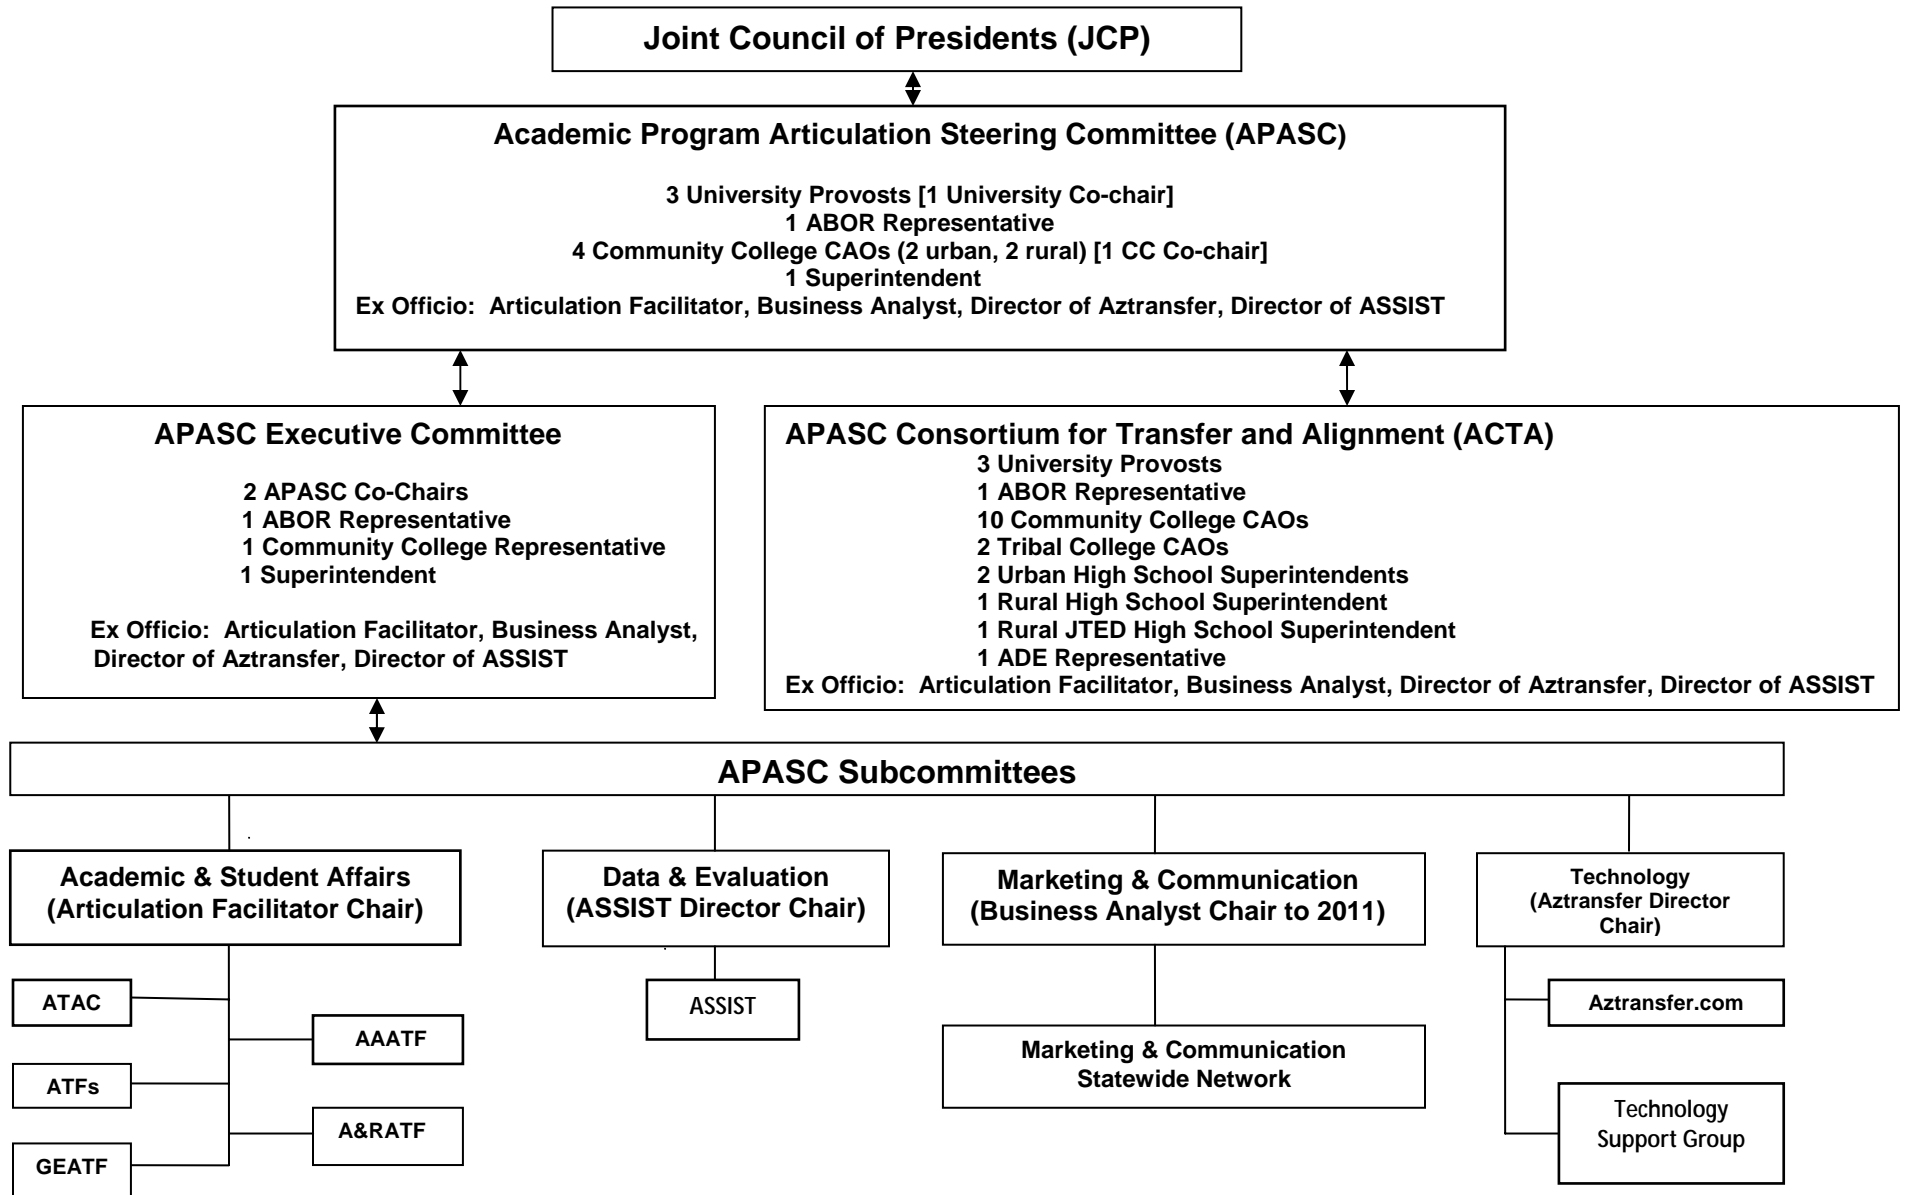 Joint Council of Presidents (JCP)
Academic Program Articulation Steering Committee (APASC)
3 University Provosts [1 University Co-chair]
1 ABOR Representative
4 Community College CAOs (2 urban, 2 rural) [1 CC Co-chair]
1 Superintendent
Ex Officio: Articulation Facilitator, Business Analyst, Director of Aztransfer, Director of ASSIST
APASC Executive Committee
2 APASC Co-Chairs
1 ABOR Representative
1 Community College Representative
1 Superintendent
Ex Officio: Articulation Facilitator, Business Analyst,
Director of Aztransfer, Director of ASSIST
APASC Consortium for Transfer and Alignment (ACTA)
3 University Provosts
1 ABOR Representative
10 Community College CAOs
2 Tribal College CAOs
2 Urban High School Superintendents
1 Rural High School Superintendent
1 Rural JTED High School Superintendent
1 ADE Representative
Ex Officio: Articulation Facilitator, Business Analyst, Director of Aztransfer, Director of ASSIST
APASC Subcommittees
Academic & Student Affairs
(Articulation Facilitator Chair)
ATAC
AAATF
ATFs
A&RATF
GEATF
Data & Evaluation
(ASSIST Director Chair)
ASSIST
Marketing & Communication
(Business Analyst Chair to 2011)
Marketing & Communication
Statewide Network
Technology
(Aztransfer Director
Chair)
Aztransfer.com
Technology
Support Group